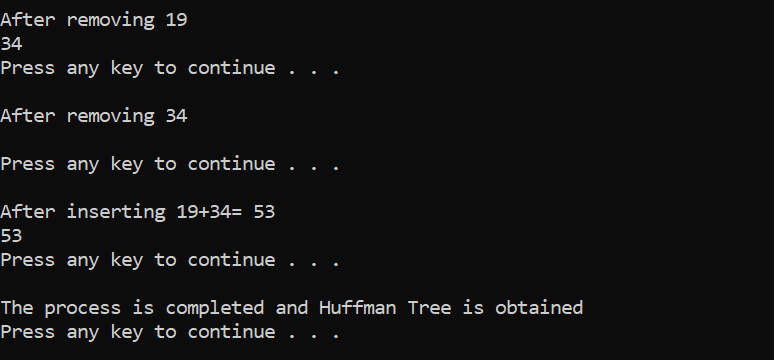 After removing 19
34
Press any key to continue . . .
After removing 34
Press any key to continue . . .
After inserting 19+34= 53
53
Press any key to continue . . .
The process is completed and Huffman Tree is obtained
Press any key to continue . . .